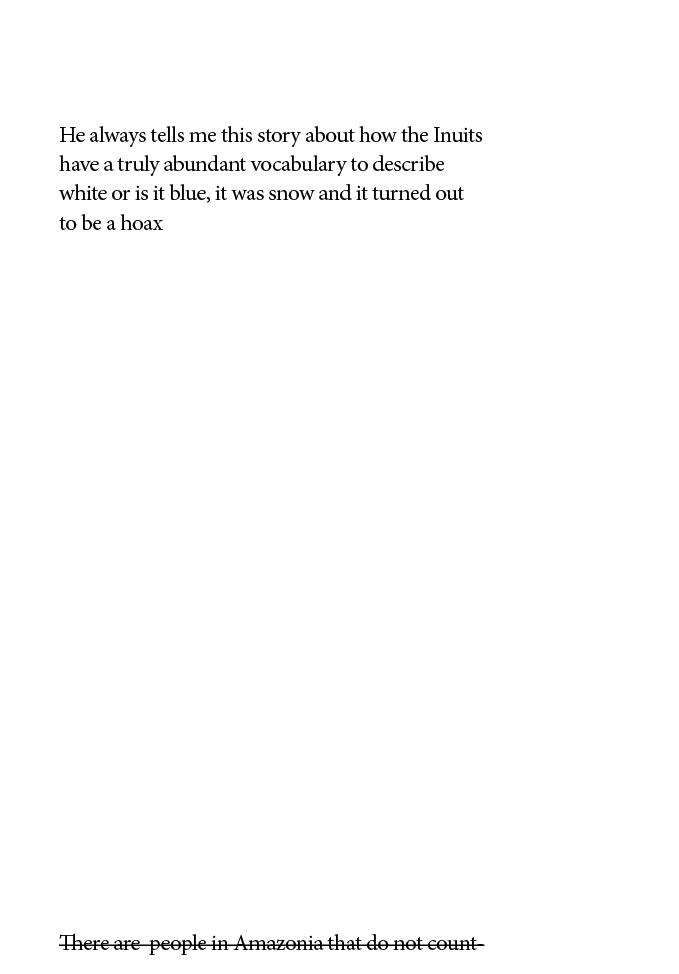 He always tells me this story about how the Inuits
have a truly abundant vocabulary to describe
white or is it blue, it was snow and it turned out
to be a hoax
There are  people in Amazonia that do not count